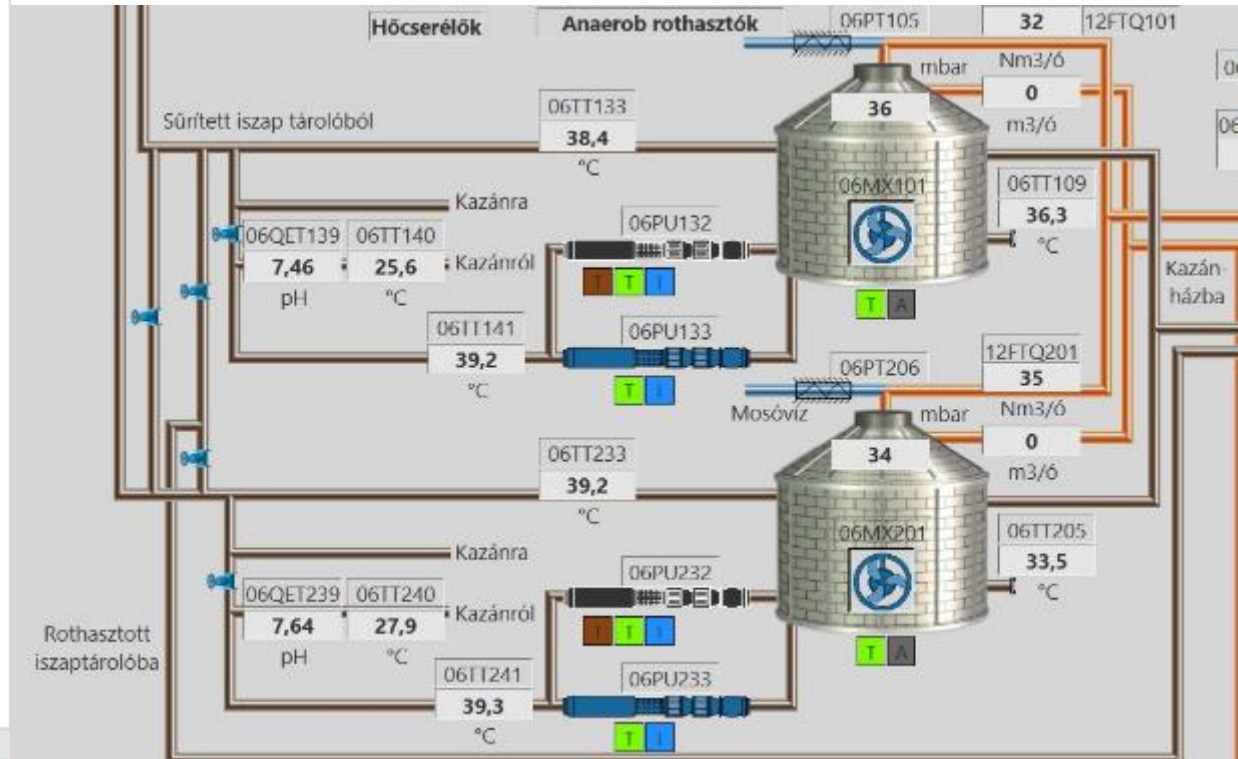 Hőcserélők
Anaerob rothasztók
06PT105
32
12FTQ101
mbar
Nm3/ó
36
0
m3/ó
06TT133
38,4
°C
Sűrített iszap tárolóból
06MX101
06TT109
36,3
°C
Kazánra
06QET139
06TT140
7,46
25,6
Kazánról
pH
°C
06PU132
T
T
I
T
A
Kazán-
házba
06TT141
39,2
°C
06PU133
T
I
06PT206
12FTQ201
35
Mosóvíz
mbar
Nm3/ó
34
0
m3/ó
06TT233
39,2
°C
06MX201
06TT205
33,5
°C
Kazánra
06QET239
06TT240
7,64
27,9
Kazánról
pH
°C
06PU232
T
T
I
T
A
Rothasztott
iszaptárolóba
06TT241
39,3
°C
06PU233
T
I